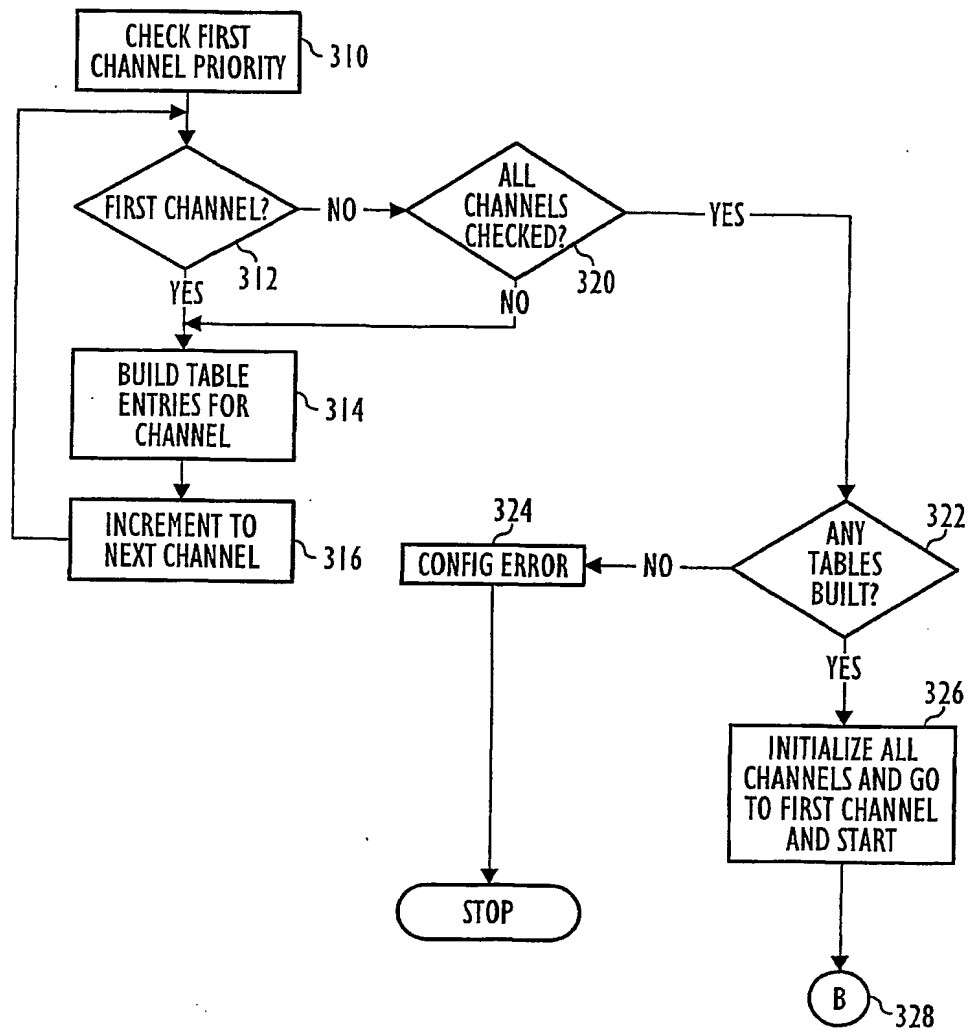 CHECK FIRST
CHANNEL PRIORITY
310
FIRST CHANNEL?
312
NO
ALL
CHANNELS
CHECKED?
320
YES
YES
NO
BUILD TABLE
ENTRIES FOR
CHANNEL
314
INCREMENT TO
NEXT CHANNEL
316
324
CONFIG ERROR
NO
ANY
TABLES
BUILT?
322
YES
326
INITIALIZE ALL
CHANNELS AND GO
TO FIRST CHANNEL
AND START
STOP
B
328